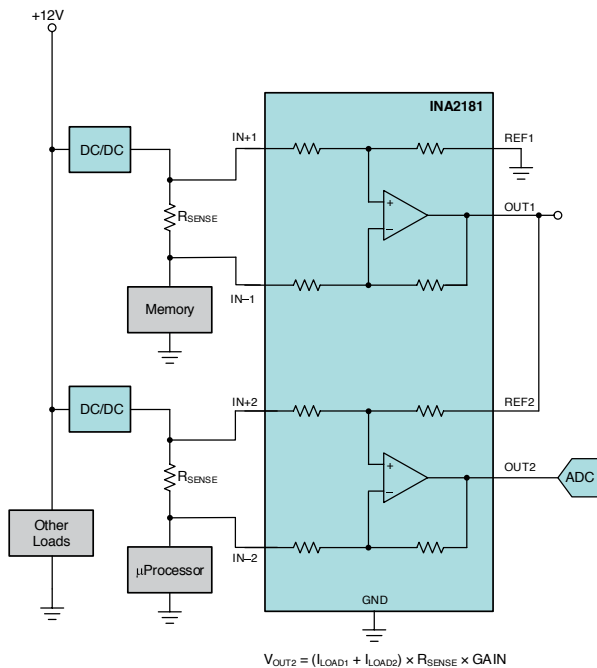 +12V
INA2181
DC/DC
IN+1
REF1
RSENSE
+
OUT1
–
IN–1
Memory
DC/DC
IN+2
REF2
RSENSE
+
OUT2
ADC
–
Other
Loads
IN–2
µProcessor
GND
VOUT2 = (ILOAD1 + ILOAD2) × RSENSE × GAIN